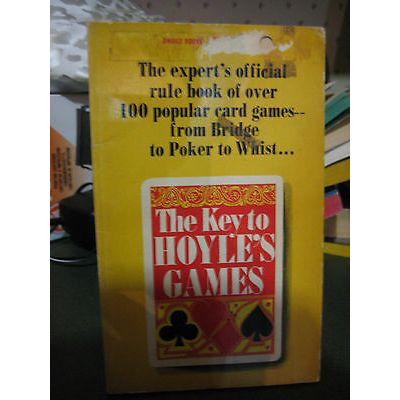 The expert's official
rule book of over
100 popular card games--
from Bridge
to Poker to Whist...
The Key to
HOYLE'S
GAMES